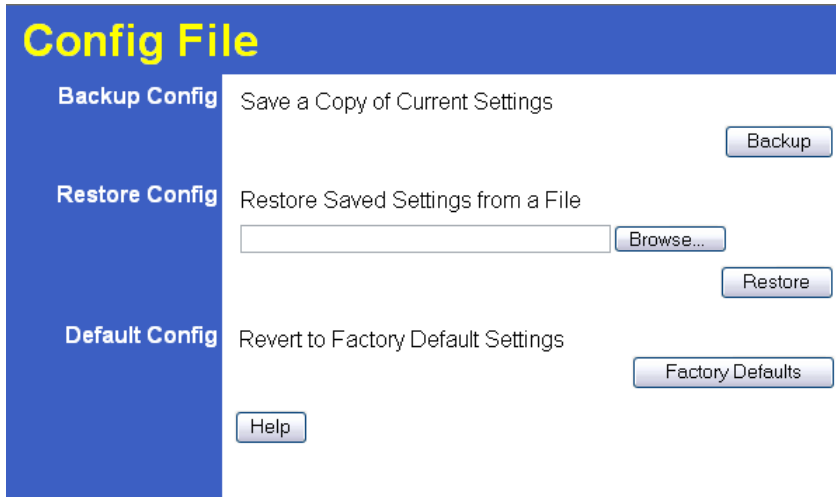 Config File
Backup Config
Save a Copy of Current Settings
Backup
Restore Config
Restore Saved Settings from a File
Browse...
Restore
Default Config
Revert to Factory Default Settings
Factory Defaults
Help